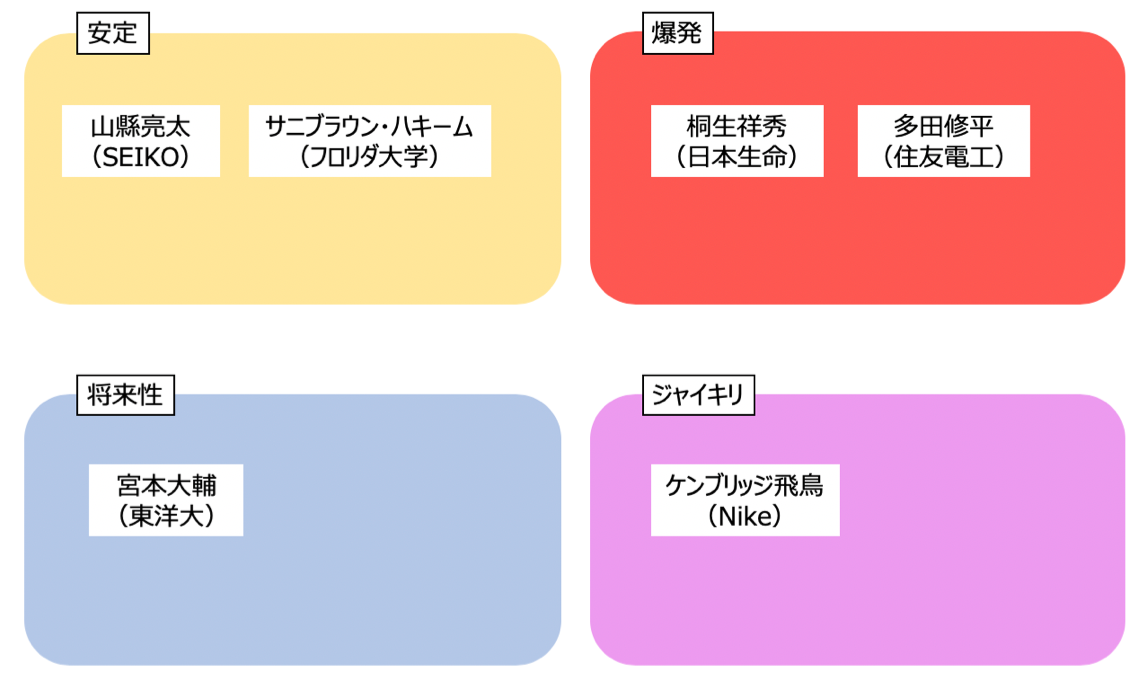 安定
山縣亮太
（SEIKO）
サニブラウン・ハキーム
（フロリダ大学）
爆発
桐生祥秀
（日本生命）
多田修平
（住友電工）
将来性
宮本大輔
（東洋大）
ジャイキリ
ケンブリッジ飛鳥
（Nike）